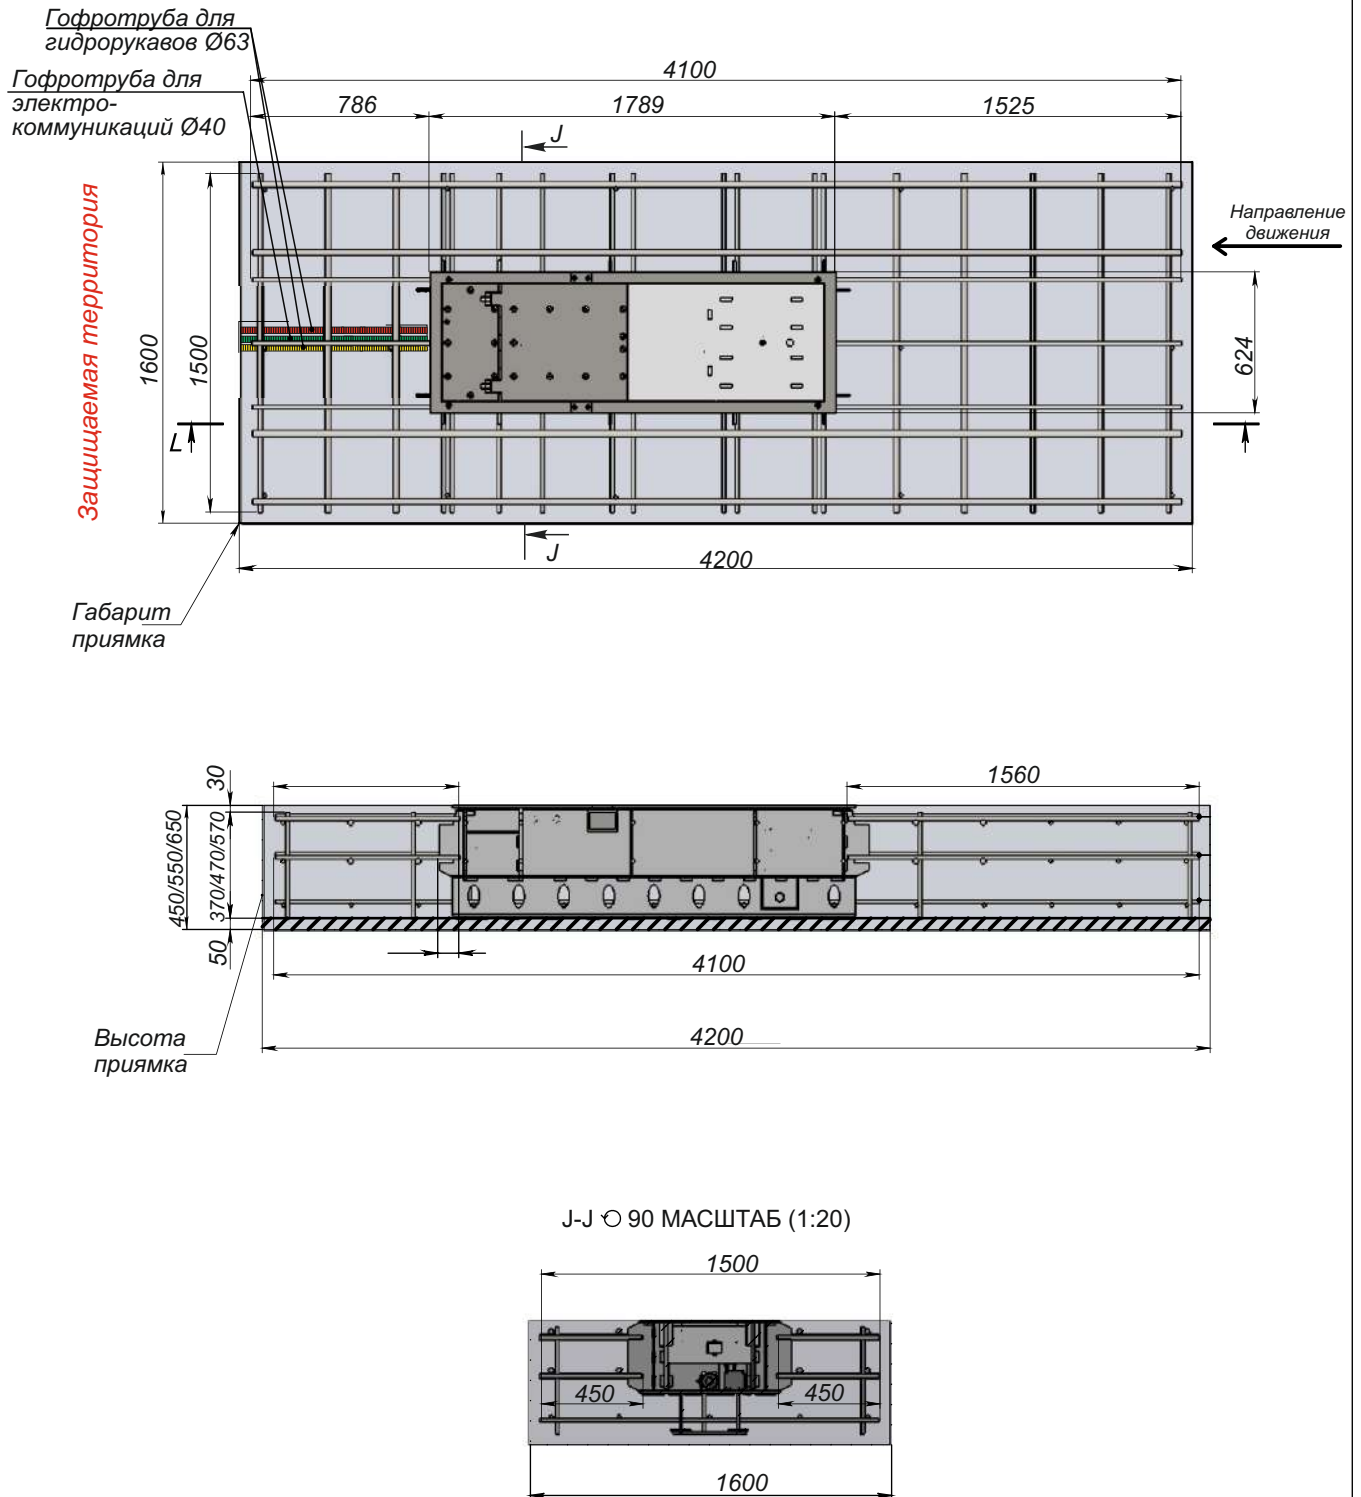 Гофротруба для
гидрорукавов Ø63
Гофротруба для
электро-
коммуникаций Ø40
4100
786
1789
1525
J
Защищаемая территория
Направление
движения
1600
1500
624
L
J
4200
Габарит
приямка
30
1560
450/550/650
370/470/570
50
4100
Высота
приямка
4200
J-J 90 МАСШТАБ (1:20)
1500
450
450
1600